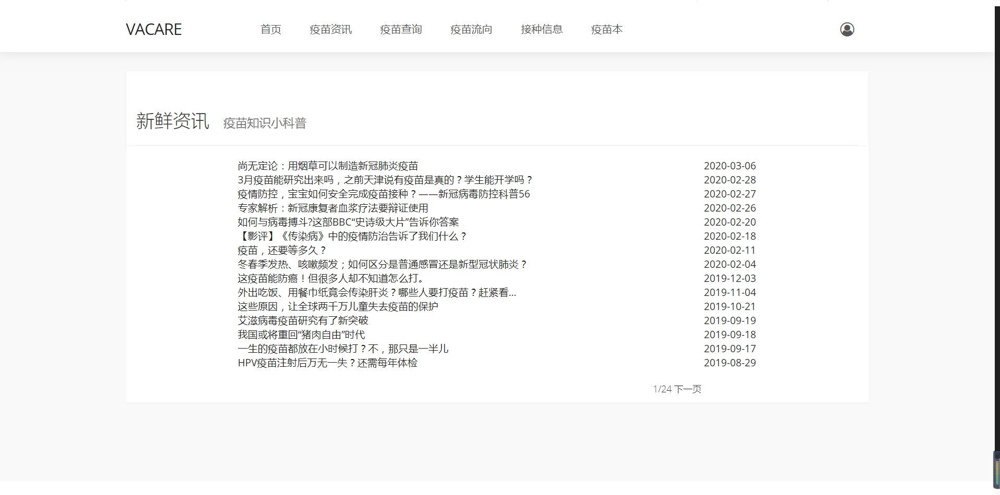 VACARE 首页 疫苗资讯 疫苗查询 疫苗流向 接种信息 疫苗本
新鲜资讯 疫苗知识小科普
尚无定论：用烟草可以制造新冠肺炎疫苗 2020-03-06
3月疫苗能研究出来吗，之前天津说有疫苗是真的？学生能开学吗？ 2020-02-28
疫情防控，宝宝如何安全完成疫苗接种？——新冠病毒防控科普56 2020-02-27
专家解析：新冠康复者血浆疗法要辩证使用 2020-02-26
如何与病毒搏斗?这部BBC“史诗级大片”告诉你答案 2020-02-20
【影评】《传染病》中的疫情防治告诉了我们什么？ 2020-02-18
疫苗，还要等多久？ 2020-02-11
冬春季发热、咳嗽频发；如何区分是普通感冒还是新型冠状肺炎？ 2020-02-04
这疫苗能防癌！但很多人却不知道怎么打。 2019-12-03
外出吃饭、用餐巾纸竟会传染肝炎？哪些人要打疫苗？赶紧看... 2019-11-04
这些原因，让全球两千万儿童失去疫苗的保护 2019-10-21
艾滋病毒疫苗研究有了新突破 2019-09-19
我国或将重回“猪肉自由”时代 2019-09-18
一生的疫苗都放在小时候打？不，那只是一半儿 2019-09-17
HPV疫苗注射后万无一失？还需每年体检 2019-08-29
1/24 下一页